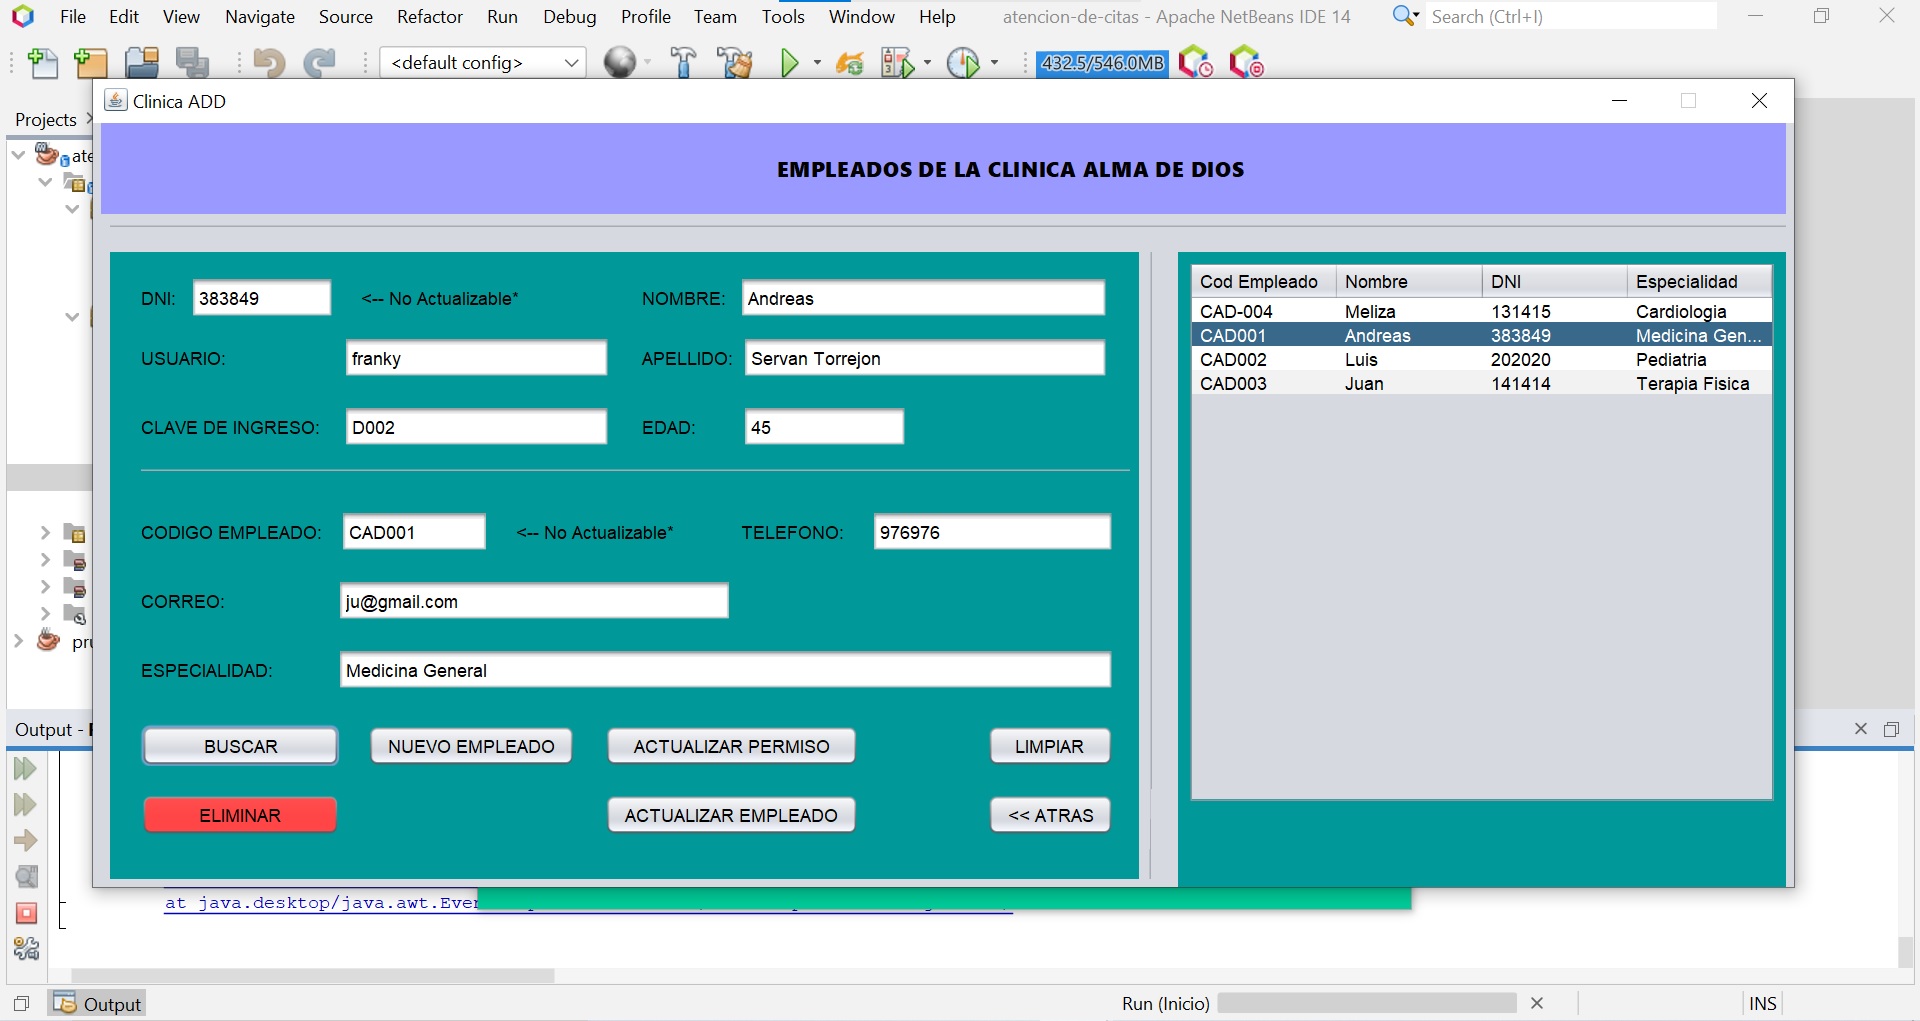 File Edit View Navigate Source Refactor Run Debug Profile Team Tools Window Help atencion-de-citas - Apache NetBeans IDE 14 Search (Ctrl+I)
<default config> 432.5/546.0MB
Clinica ADD
Projects
EMPLEADOS DE LA CLINICA ALMA DE DIOS
DNI: 383849 <-- No Actualizable* NOMBRE: Andreas
USUARIO: franky APELLIDO: Servan Torrejon
CLAVE DE INGRESO: D002 EDAD: 45
CODIGO EMPLEADO: CAD001 <-- No Actualizable* TELEFONO: 976976
CORREO: ju@gmail.com
ESPECIALIDAD: Medicina General
BUSCAR NUEVO EMPLEADO ACTUALIZAR PERMISO LIMPIAR
ELIMINAR ACTUALIZAR EMPLEADO << ATRAS
Cod Empleado Nombre DNI Especialidad
CAD-004 Meliza 131415 Cardiologia
CAD001 Andreas 383849 Medicina Gen...
CAD002 Luis 202020 Pediatria
CAD003 Juan 141414 Terapia Fisica
Output -
at java.desktop/java.awt.Ever
Output
Run (Inicio) INS